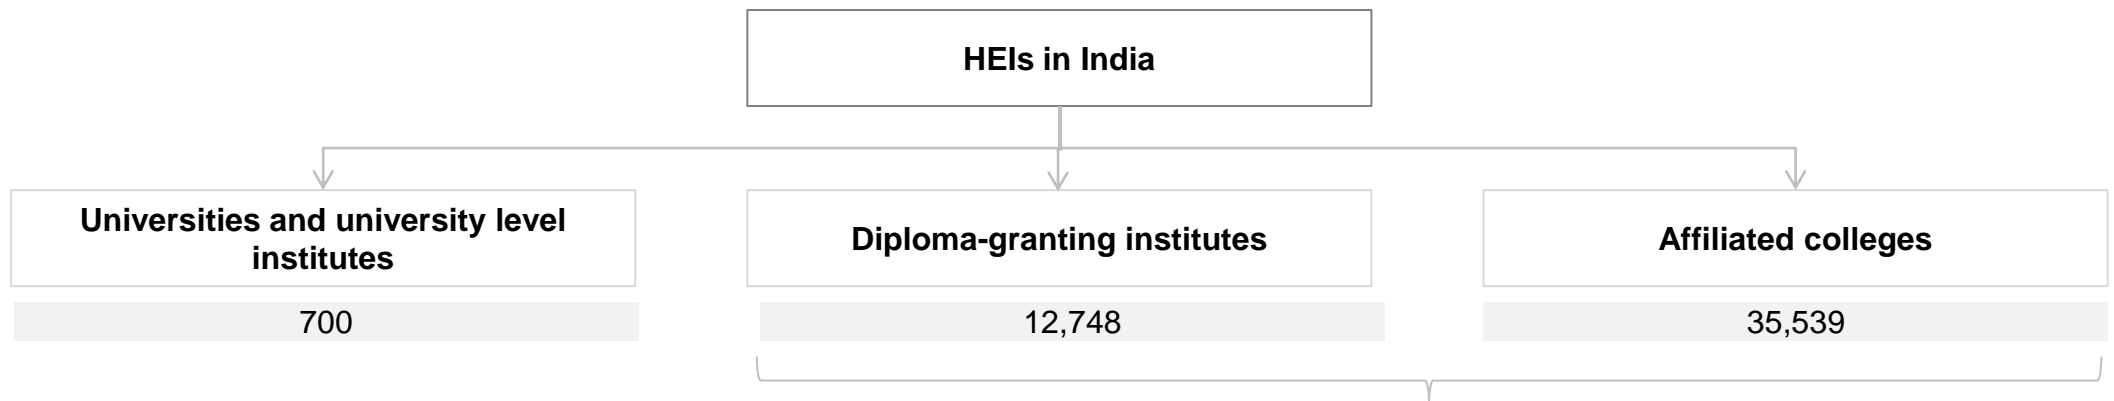 HEIs in India
Universities and university level
institutes
Diploma-granting institutes
Affiliated colleges
700
12,748
35,539